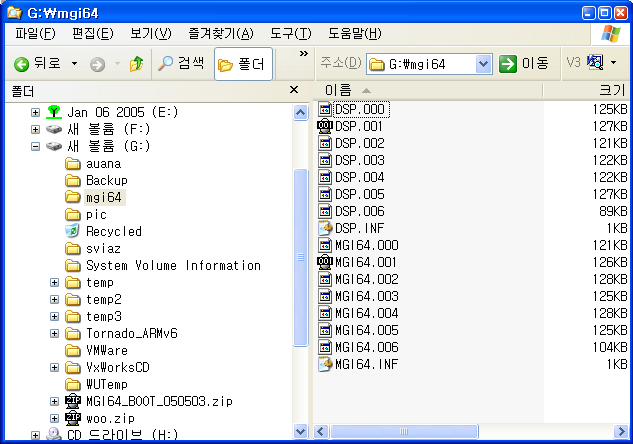 G:\mgi64
파일(F) 편집(E) 보기(V) 즐겨찾기(A) 도구(T) 도움말(H)
뒤로 검색 폴더 » 주소(D) G:\mgi64 이동 V3
폴더
이름 크기
Jan 06 2005 (E:)
새 볼륨 (F:)
새 볼륨 (G:)
auana
Backup
mgi64
pic
Recycled
sviaz
System Volume Information
temp
temp2
temp3
Tornado_ARMv6
VMWare
VxWorksCD
WUTemp
MGI64_BOOT_050503.zip
woo.zip
CD 드라이브 (H:)
DSP.000 125KB
DSP.001 127KB
DSP.002 121KB
DSP.003 122KB
DSP.004 122KB
DSP.005 127KB
DSP.006 89KB
DSP.INF 1KB
MGI64.000 121KB
MGI64.001 126KB
MGI64.002 128KB
MGI64.003 125KB
MGI64.004 128KB
MGI64.005 125KB
MGI64.006 104KB
MGI64.INF 1KB